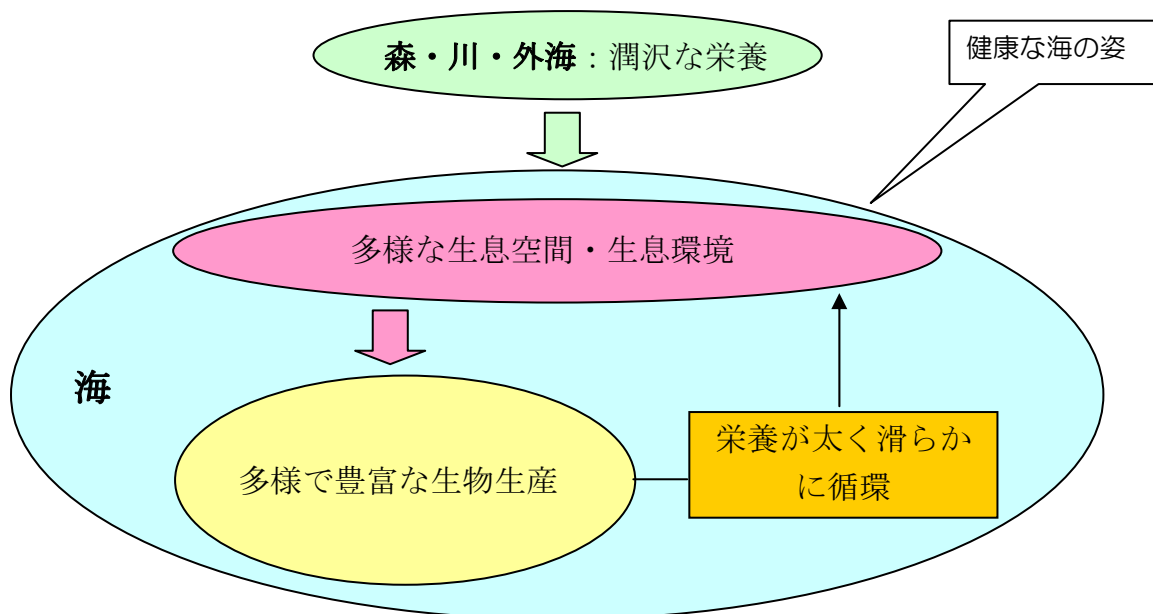 森・川・外海：潤沢な栄養
健康な海の姿
多様な生息空間・生息環境
海
多様で豊富な生物生産
栄養が太く滑らか
に循環